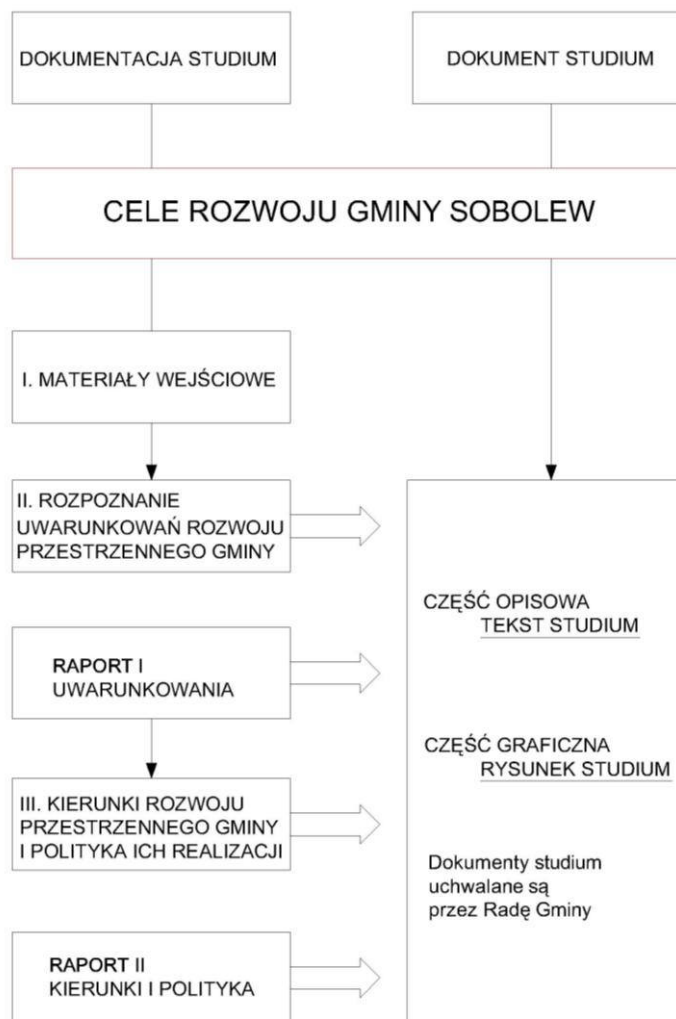 DOKUMENTACJA STUDIUM
DOKUMENT STUDIUM
CELE ROZWOJU GMINY SOBOLEW
I. MATERIAŁY WEJŚCIOWE
II. ROZPOZNANIE
UWARUNKOWAŃ ROZWOJU
PRZESTRZENNEGO GMINY
RAPORT I
UWARUNKOWANIA
III. KIERUNKI ROZWOJU
PRZESTRZENNEGO GMINY
I POLITYKA ICH REALIZACJI
RAPORT II
KIERUNKI I POLITYKA
CZĘŚĆ OPISOWA
TEKST STUDIUM
CZĘŚĆ GRAFICZNA
RYSUNEK STUDIUM
Dokumenty studium
uchwalane są
przez Radę Gminy